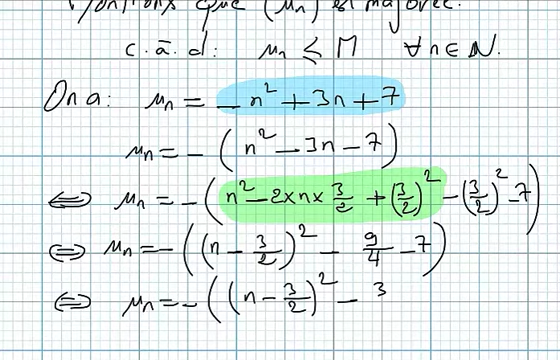 Montrons que (un) est majorée.
c.ā.d: un ≤ M ∀n∈N.
On a: un = -n² + 3n + 7
un = -(n² - 3n - 7)
⇔ un = -(n² - 2×n×3/2 + (3/2)² - (3/2)² - 7)
⇔ un = -((n - 3/2)² - 9/4 - 7)
⇔ un = -((n - 3/2)² - 3